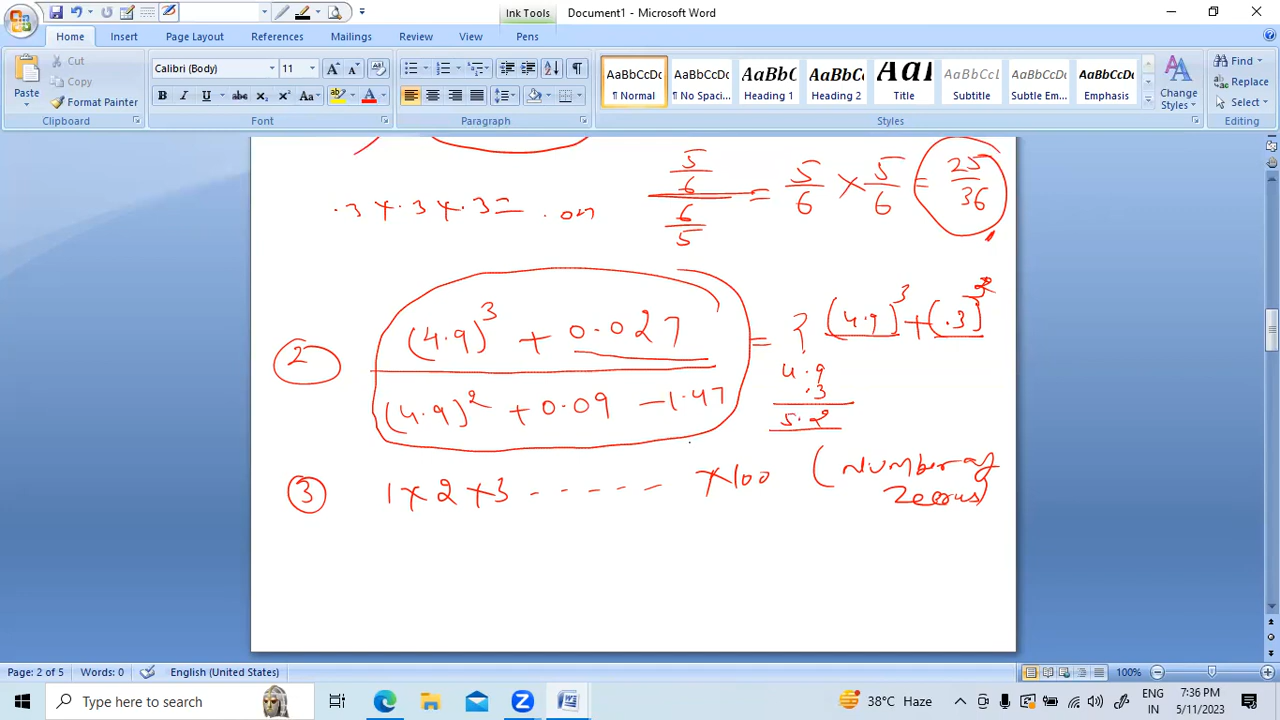 Ink Tools
Document1 - Microsoft Word
Home Insert Page Layout References Mailings Review View Pens
Paste
Cut
Copy
Format Painter
Clipboard
Calibri (Body) 11
Font
Paragraph
AaBbCcDc AaBbCcDc AaBbC AaBbCc AaB AaBbCcL AaBbCcDc AaBbCcDc
¶ Normal ¶ No Spaci... Heading 1 Heading 2 Title Subtitle Subtle Em... Emphasis
Styles
Change Styles
Find
Replace
Select
Editing
.3 x .3 x .3 =
5/6 / 6/5 = 5/6 x 5/6 = 25/36
2 (4.9)^3 + 0.027 / (4.9)^2 + 0.09 - 1.47 = ? (4.9)^3 + (.3)
4.9
.3
5.2
3 1 x 2 x 3 - - - - - - x 100 (Number of
Zeerus)
Page: 2 of 5 Words: 0 English (United States) 100%
Type here to search
38°C Haze
ENG
IN
7:36 PM
5/11/2023